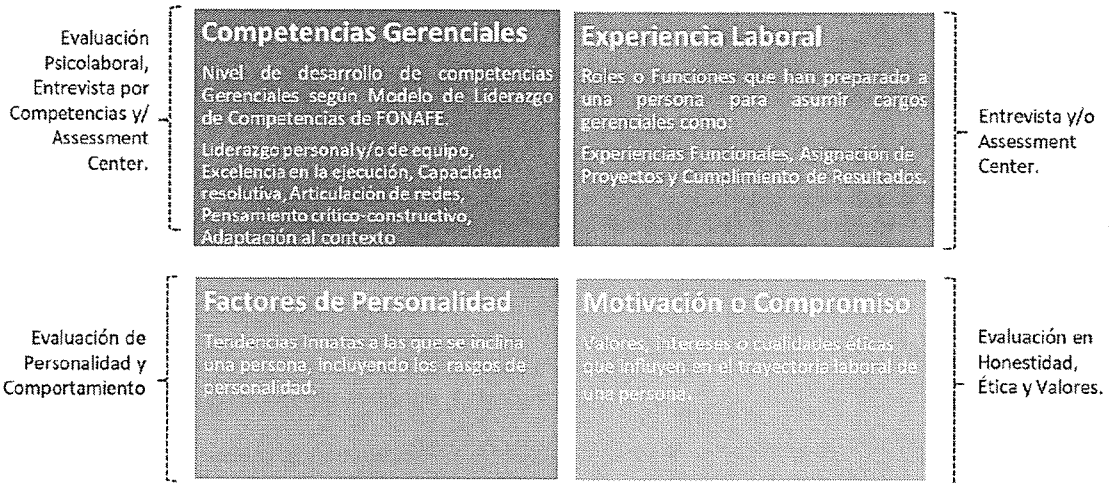 Evaluación
Psicolaboral,
Entrevista por
Competencias y/
Assessment
Center.
Competencias Gerenciales
Nivel de desarrollo de competencias
Gerenciales según Modelo de Liderazgo
de Competencias de FONAFE.
Liderazgo personal y/o de equipo,
Excelencia en la ejecución, Capacidad
resolutiva, Articulación de redes,
Pensamiento crítico-constructivo,
Adaptación al contexto
Experiencia Laboral
Roles o Funciones que han preparado a
una persona para asumir cargos
gerenciales como:
Experiencias Funcionales, Asignación de
Proyectos y Cumplimiento de Resultados.
Entrevista y/o
Assessment
Center.
Evaluación de
Personalidad y
Comportamiento
Factores de Personalidad
Tendencias Innatas a las que se inclina
una persona, incluyendo los rasgos de
personalidad.
Motivación o Compromiso
Valores, intereses o cualidades éticas
que influyen en el trayectoria laboral de
una persona.
Evaluación en
Honestidad,
Ética y Valores.